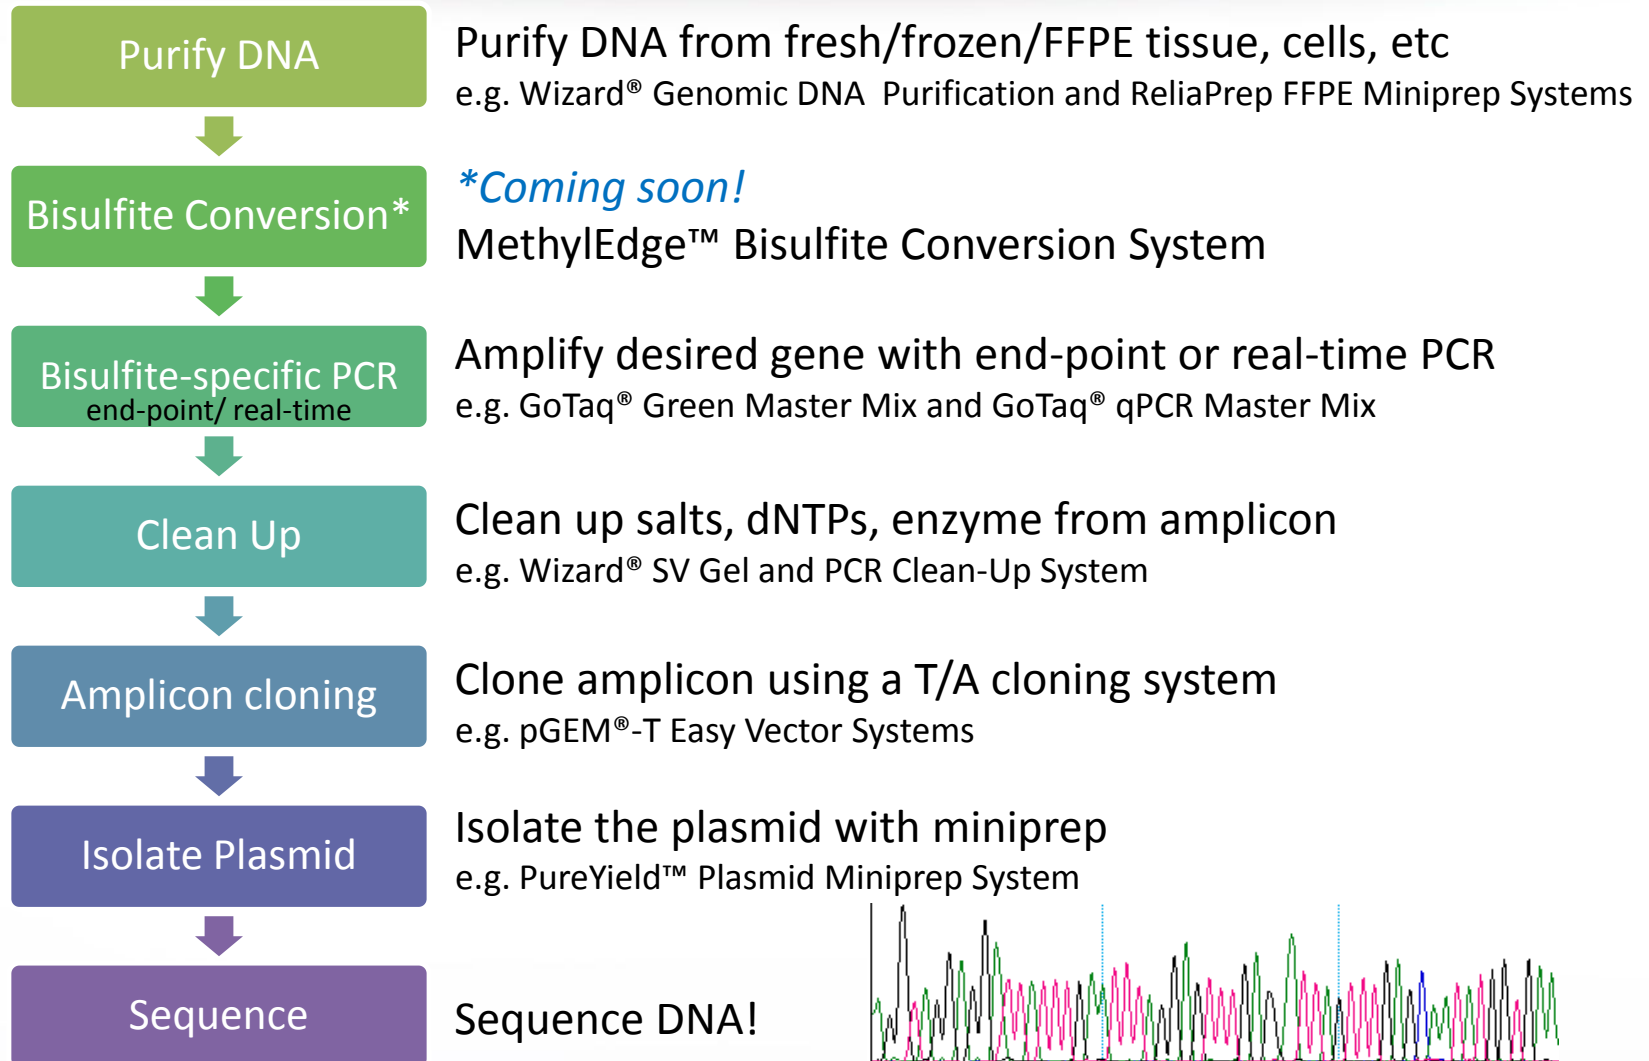 Purify DNA
Purify DNA from fresh/frozen/FFPE tissue, cells, etc
e.g. Wizard® Genomic DNA  Purification and ReliaPrep FFPE Miniprep Systems
Bisulfite Conversion*
*Coming soon!
MethylEdge™ Bisulfite Conversion System
Bisulfite-specific PCR
end-point/ real-time
Amplify desired gene with end-point or real-time PCR
e.g. GoTaq® Green Master Mix and GoTaq® qPCR Master Mix
Clean Up
Clean up salts, dNTPs, enzyme from amplicon
e.g. Wizard® SV Gel and PCR Clean-Up System
Amplicon cloning
Clone amplicon using a T/A cloning system
e.g. pGEM®-T Easy Vector Systems
Isolate Plasmid
Isolate the plasmid with miniprep
e.g. PureYield™ Plasmid Miniprep System
Sequence
Sequence DNA!